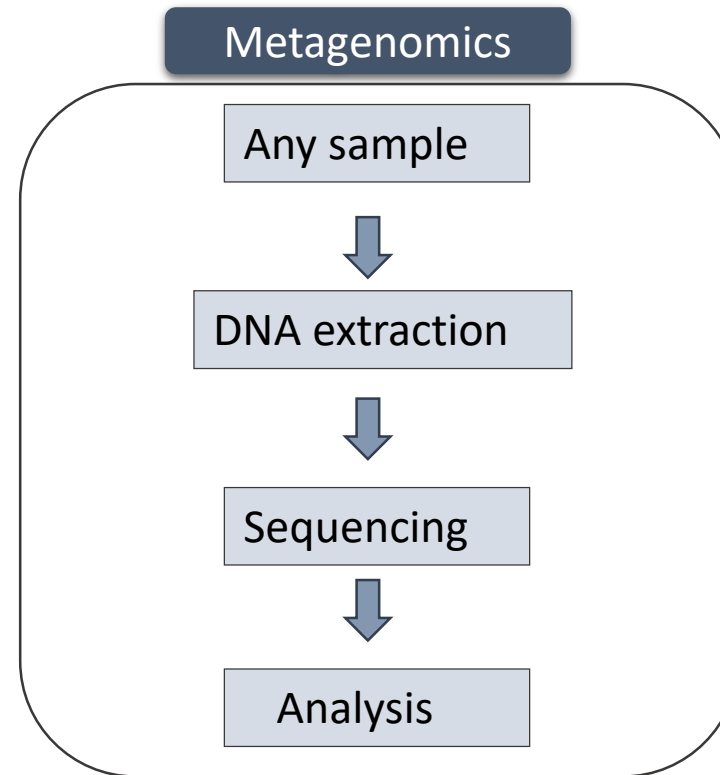 Metagenomics
Any sample
DNA extraction
Sequencing
Analysis